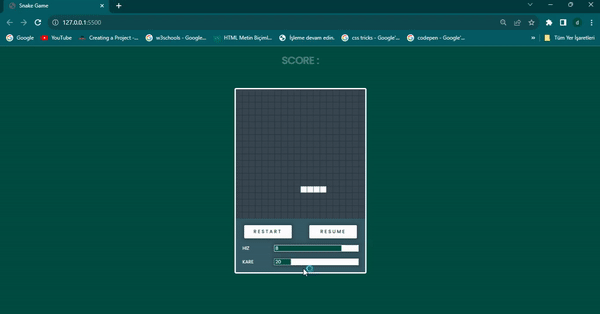 Snake Game
127.0.0.1:5500
Google
YouTube
Creating a Project -...
w3schools - Google...
HTML Metin Biçiml...
İşleme devam edin.
css tricks - Google'...
codepen - Google'...
»
Tüm Yer İşaretleri
SCORE :
RESTART
RESUME
HIZ
8
KARE
20